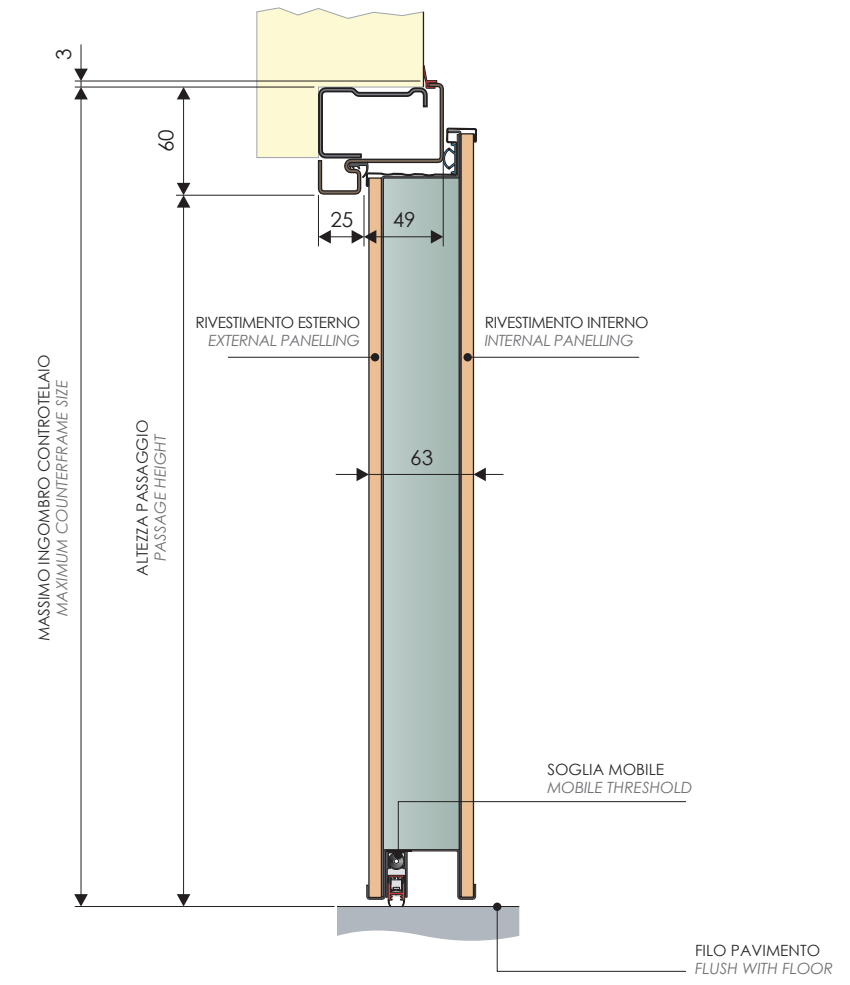 3
60
25
49
RIVESTIMENTO ESTERNO
EXTERNAL PANELLING
RIVESTIMENTO INTERNO
INTERNAL PANELLING
MASSIMO INGOMBRO CONTROTELAIO
MAXIMUM COUNTERFRAME SIZE
ALTEZZA PASSAGGIO
PASSAGE HEIGHT
63
SOGLIA MOBILE
MOBILE THRESHOLD
FILO PAVIMENTO
FLUSH WITH FLOOR